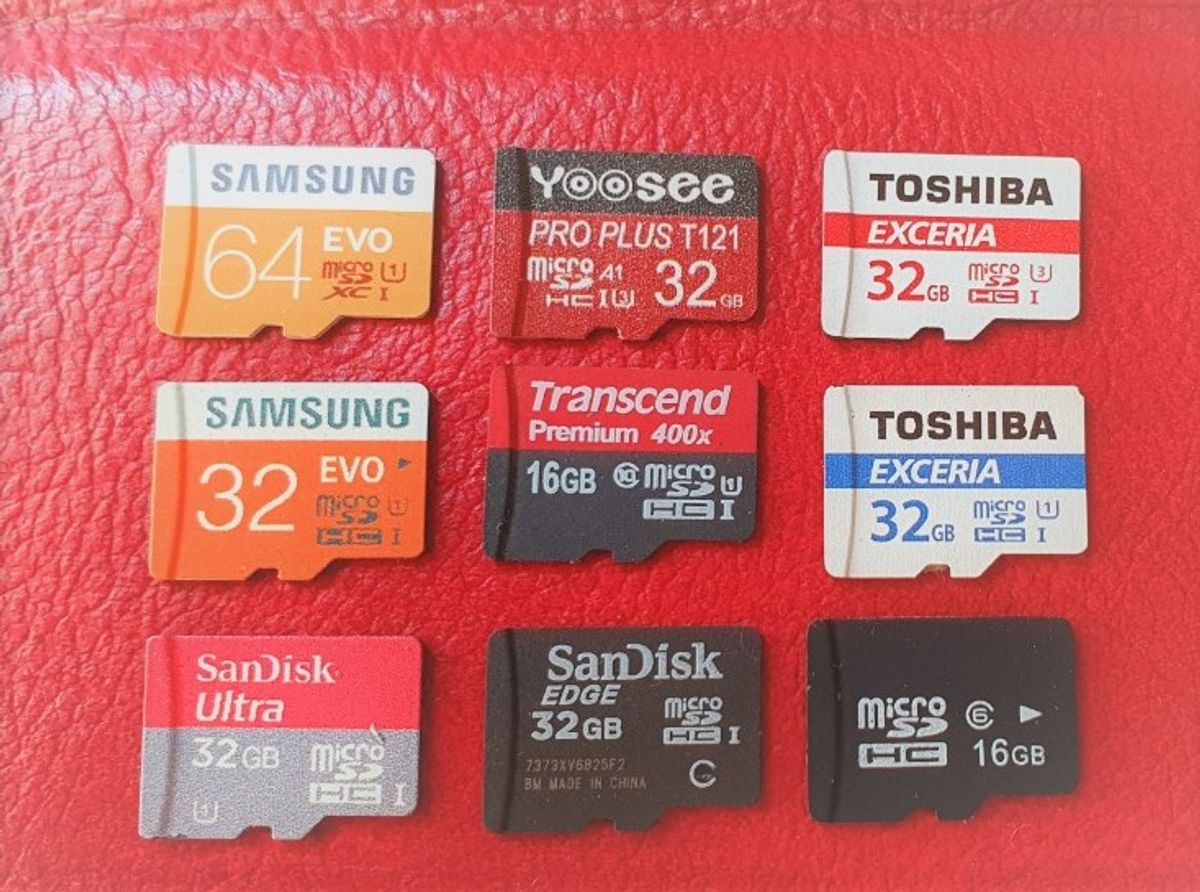 SAMSUNG
64 EVO
micro SD U1
XC I
Yoosee
PRO PLUS T121
micro SD A1
HC I U3 32GB
TOSHIBA
EXCERIA
32GB micro SD U3
HC I
SAMSUNG
32 EVO
micro SD U1
HC I
Transcend
Premium 400x
16GB 10 micro SD U1
HC I
TOSHIBA
EXCERIA
32GB micro SD U1
HC I
SanDisk
Ultra
32GB micro SD
HC I
U1
SanDisk
EDGE
32GB micro SD
HC I
7373XV6825F2
BM MADE IN CHINA
micro SD 6
HC 16GB